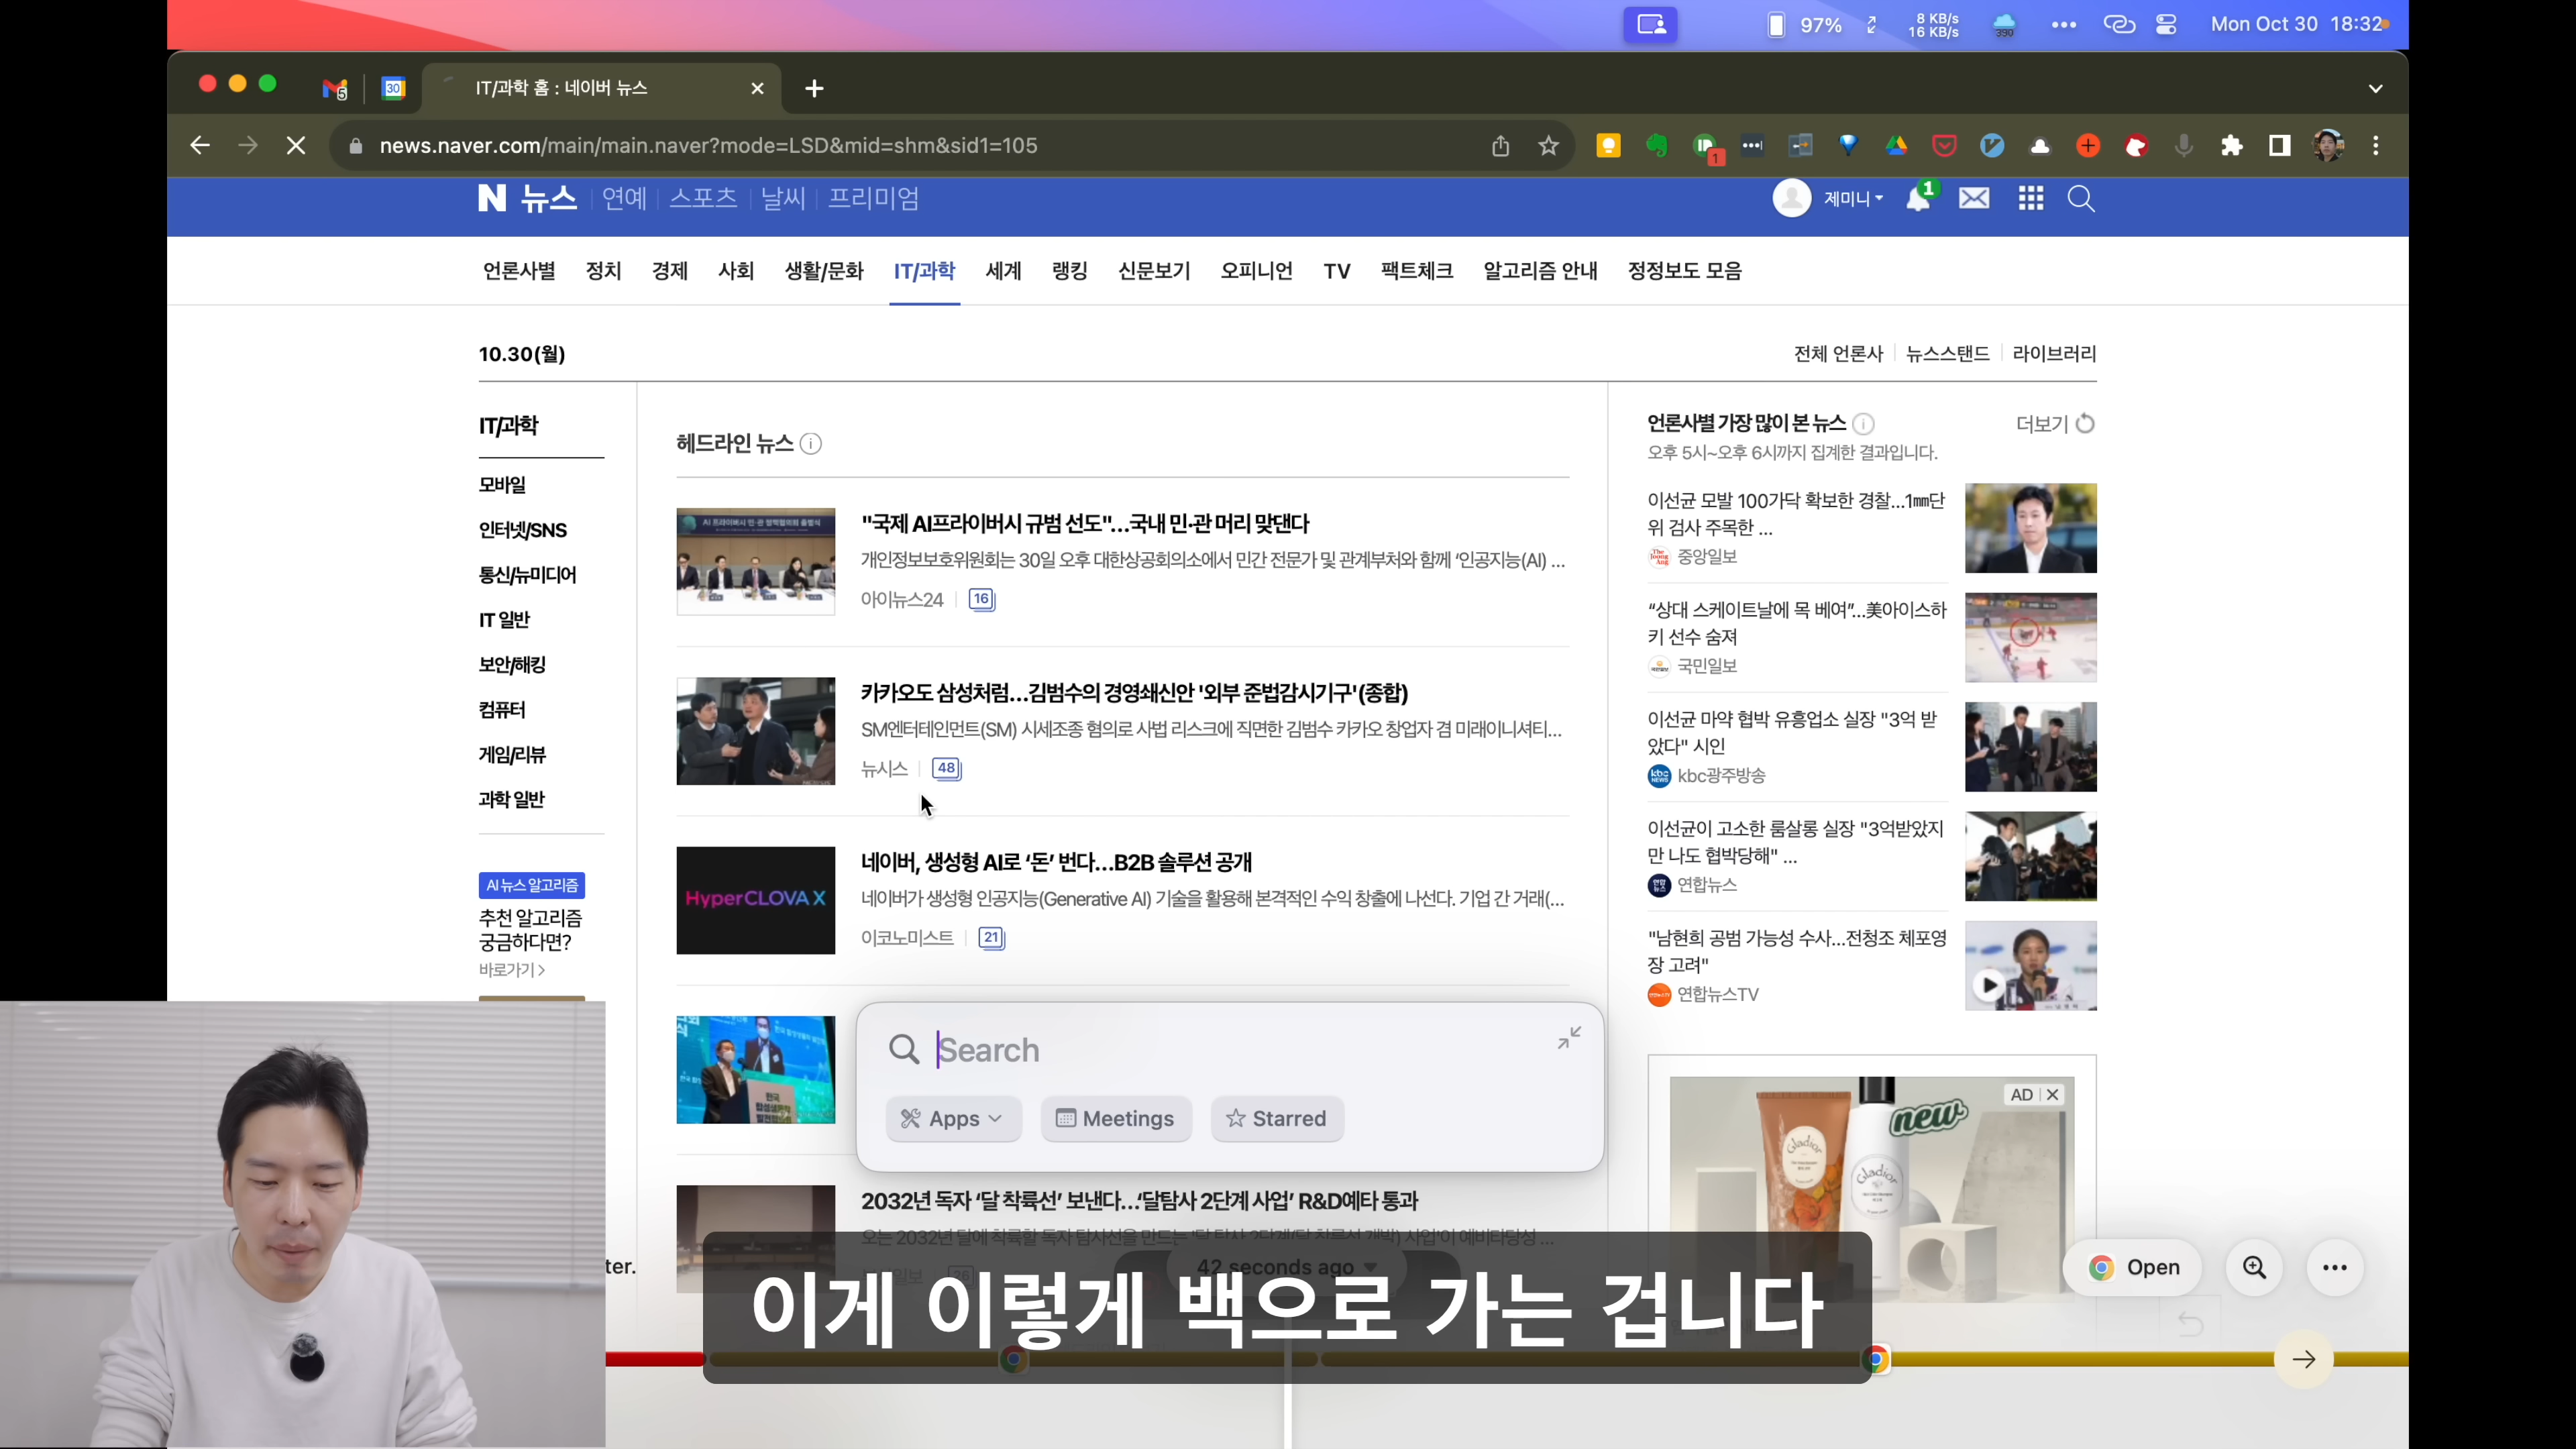 97%
8 KB/s
16 KB/s
390
Mon Oct 30 18:32
5
30
IT/과학 홈 : 네이버 뉴스
news.naver.com/main/main.naver?mode=LSD&mid=shm&sid1=105
1
N 뉴스 연예 스포츠 날씨 프리미엄
제미니
1
언론사별 정치 경제 사회 생활/문화 IT/과학 세계 랭킹 신문보기 오피니언 TV 팩트체크 알고리즘 안내 정정보도 모음
10.30(월)
전체 언론사 뉴스스탠드 라이브러리
IT/과학
모바일
인터넷/SNS
통신/뉴미디어
IT 일반
보안/해킹
컴퓨터
게임/리뷰
과학 일반
AI 뉴스 알고리즘
추천 알고리즘
궁금하다면?
바로가기 >
헤드라인 뉴스
"국제 AI프라이버시 규범 선도"…국내 민·관 머리 맞댄다
개인정보보호위원회는 30일 오후 대한상공회의소에서 민간 전문가 및 관계부처와 함께 ‘인공지능(AI) ...
아이뉴스24 16
카카오도 삼성처럼…김범수의 경영쇄신안 '외부 준법감시기구'(종합)
SM엔터테인먼트(SM) 시세조종 혐의로 사법 리스크에 직면한 김범수 카카오 창업자 겸 미래이니셔티...
뉴시스 48
HyperCLOVA X
네이버, 생성형 AI로 ‘돈’ 번다…B2B 솔루션 공개
네이버가 생성형 인공지능(Generative AI) 기술을 활용해 본격적인 수익 창출에 나선다. 기업 간 거래(...
이코노미스트 21
Search
Apps Meetings Starred
2032년 독자 ‘달 착륙선’ 보낸다…‘달탐사 2단계 사업’ R&D예타 통과
언론사별 가장 많이 본 뉴스
더보기
오후 5시~오후 6시까지 집계한 결과입니다.
이선균 모발 100가닥 확보한 경찰…1㎜단
위 검사 주목한 ...
중앙일보
“상대 스케이트날에 목 베여”…美아이스하
키 선수 숨져
국민일보
이선균 마약 협박 유흥업소 실장 "3억 받
았다" 시인
kbc광주방송
이선균이 고소한 룸살롱 실장 "3억받았지
만 나도 협박당해" ...
연합뉴스
"남현희 공범 가능성 수사…전청조 체포영
장 고려"
연합뉴스TV
AD
new
Gladior
Gladior
ter.
42 seconds ago
Open
이게 이렇게 백으로 가는 겁니다